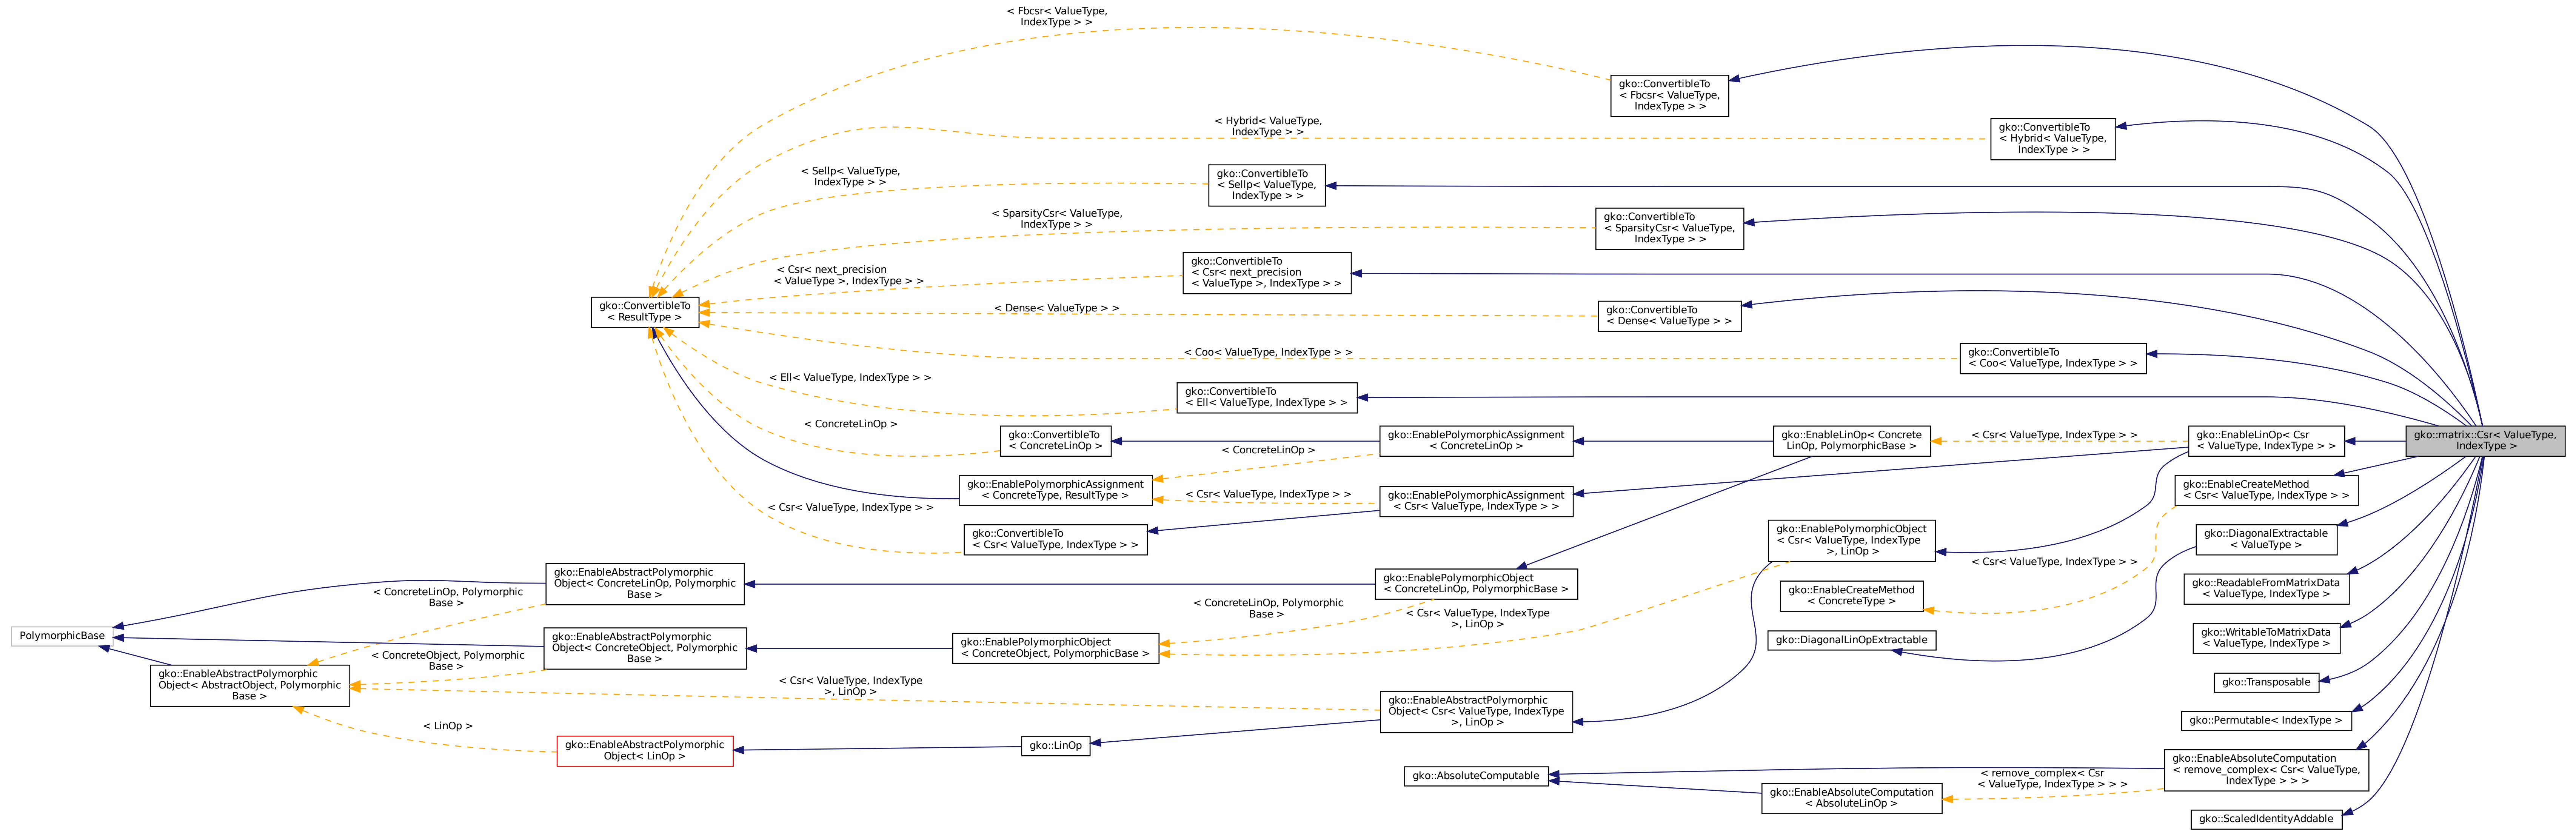 < Fbcsr< ValueType,
IndexType > >
gko::ConvertibleTo
< Fbcsr< ValueType,
IndexType > >
< Hybrid< ValueType,
IndexType > >
gko::ConvertibleTo
< Hybrid< ValueType,
IndexType > >
< Sellp< ValueType,
IndexType > >
gko::ConvertibleTo
< Sellp< ValueType,
IndexType > >
< SparsityCsr< ValueType,
IndexType > >
gko::ConvertibleTo
< SparsityCsr< ValueType,
IndexType > >
< Csr< next_precision
< ValueType >, IndexType > >
gko::ConvertibleTo
< Csr< next_precision
< ValueType >, IndexType > >
gko::ConvertibleTo
< ResultType >
< Dense< ValueType > >
gko::ConvertibleTo
< Dense< ValueType > >
< Coo< ValueType, IndexType > >
gko::ConvertibleTo
< Coo< ValueType, IndexType > >
< Ell< ValueType, IndexType > >
gko::ConvertibleTo
< Ell< ValueType, IndexType > >
< ConcreteLinOp >
gko::ConvertibleTo
< ConcreteLinOp >
gko::EnablePolymorphicAssignment
< ConcreteLinOp >
gko::EnableLinOp< Concrete
LinOp, PolymorphicBase >
< Csr< ValueType, IndexType > >
gko::EnableLinOp< Csr
< ValueType, IndexType > >
gko::matrix::Csr< ValueType,
IndexType >
< ConcreteLinOp >
gko::EnablePolymorphicAssignment
< ConcreteType, ResultType >
< Csr< ValueType, IndexType > >
gko::EnablePolymorphicAssignment
< Csr< ValueType, IndexType > >
gko::EnableCreateMethod
< Csr< ValueType, IndexType > >
< Csr< ValueType, IndexType > >
gko::ConvertibleTo
< Csr< ValueType, IndexType > >
gko::EnablePolymorphicObject
< Csr< ValueType, IndexType
>, LinOp >
gko::DiagonalExtractable
< ValueType >
< Csr< ValueType, IndexType > >
gko::EnableAbstractPolymorphic
Object< ConcreteLinOp, Polymorphic
Base >
< ConcreteLinOp, Polymorphic
Base >
gko::EnablePolymorphicObject
< ConcreteLinOp, PolymorphicBase >
gko::EnableCreateMethod
< ConcreteType >
gko::ReadableFromMatrixData
< ValueType, IndexType >
< ConcreteLinOp, Polymorphic
Base >
< Csr< ValueType, IndexType
>, LinOp >
PolymorphicBase
gko::EnableAbstractPolymorphic
Object< ConcreteObject, Polymorphic
Base >
gko::EnablePolymorphicObject
< ConcreteObject, PolymorphicBase >
gko::DiagonalLinOpExtractable
gko::WritableToMatrixData
< ValueType, IndexType >
< ConcreteObject, Polymorphic
Base >
gko::EnableAbstractPolymorphic
Object< AbstractObject, Polymorphic
Base >
< Csr< ValueType, IndexType
>, LinOp >
gko::Transposable
gko::EnableAbstractPolymorphic
Object< Csr< ValueType, IndexType
>, LinOp >
gko::Permutable< IndexType >
< LinOp >
gko::EnableAbstractPolymorphic
Object< LinOp >
gko::LinOp
gko::AbsoluteComputable
< remove_complex< Csr
< ValueType, IndexType > > >
gko::EnableAbsoluteComputation
< remove_complex< Csr< ValueType,
IndexType > > >
gko::EnableAbsoluteComputation
< AbsoluteLinOp >
gko::ScaledIdentityAddable